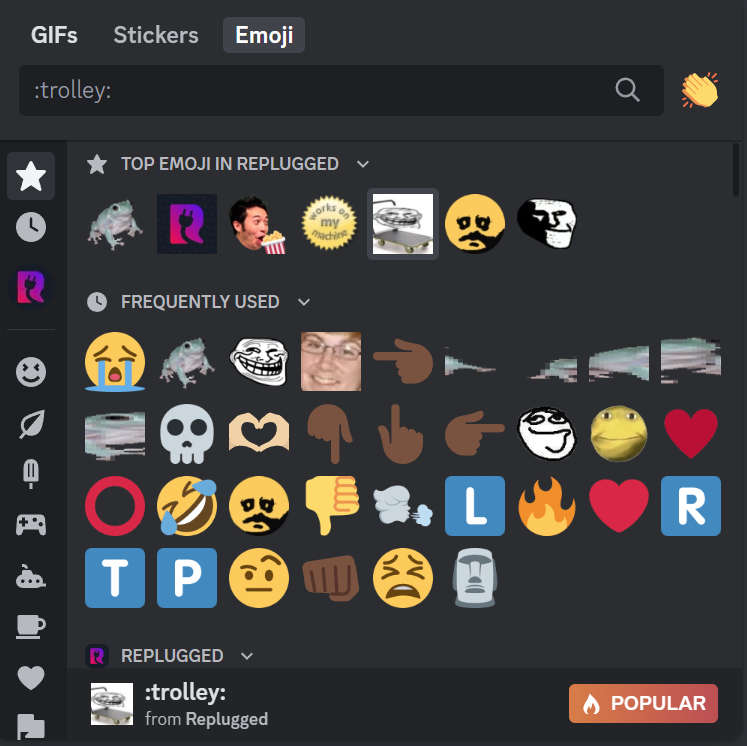 GIFs Stickers Emoji
:trolley:
TOP EMOJI IN REPLUGGED
works on
my
machine
FREQUENTLY USED
L R
T P
REPLUGGED
:trolley:
from Replugged
POPULAR